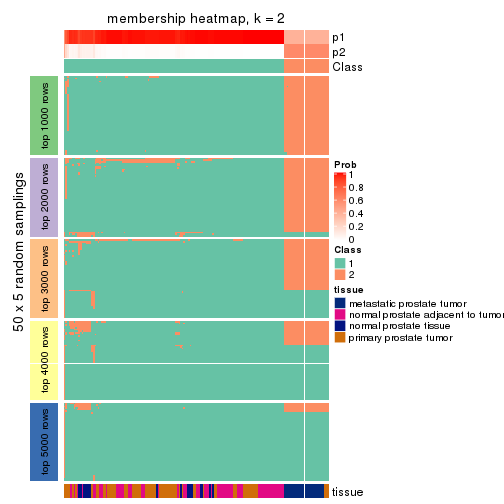 membership heatmap, k = 2
p1
p2
Class
50 x 5 random samplings
top 1000 rows
top 2000 rows
top 3000 rows
top 4000 rows
top 5000 rows
Prob
1
0.8
0.6
0.4
0.2
0
Class
1
2
tissue
metastatic prostate tumor
normal prostate adjacent to tumor
normal prostate tissue
primary prostate tumor
tissue